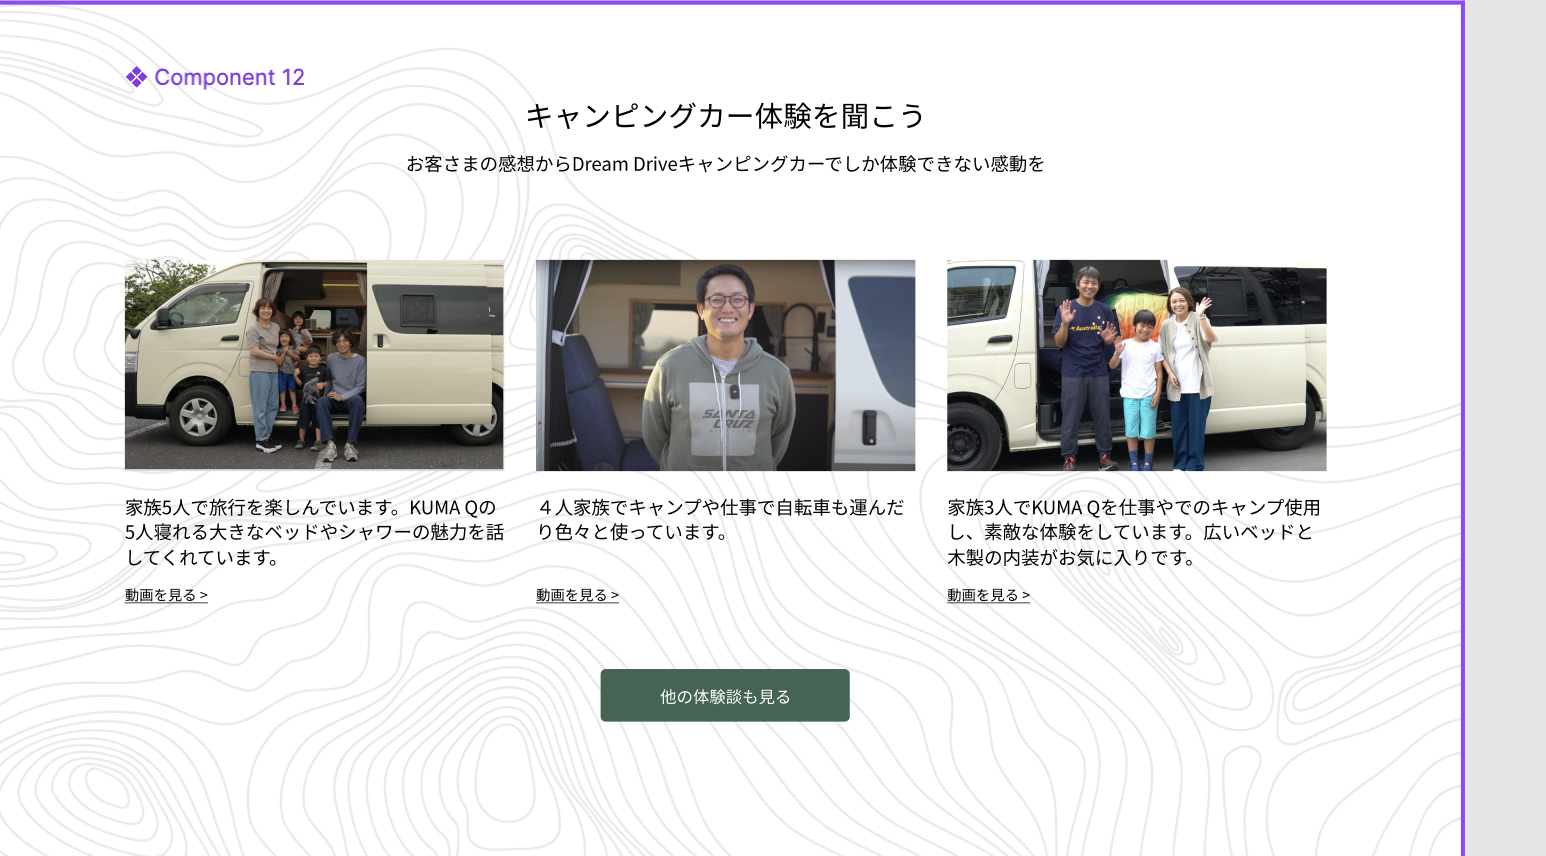 Component 12
キャンピングカー体験を聞こう
お客さまの感想からDream Driveキャンピングカーでしか体験できない感動を
Australia
SANTA
CRUZ
家族5人で旅行を楽しんでいます。KUMA Qの
5人寝れる大きなベッドやシャワーの魅力を話
してくれています。
動画を見る >
４人家族でキャンプや仕事で自転車も運んだ
り色々と使っています。
動画を見る >
家族3人でKUMA Qを仕事やでのキャンプ使用
し、素敵な体験をしています。広いベッドと
木製の内装がお気に入りです。
動画を見る >
他の体験談も見る